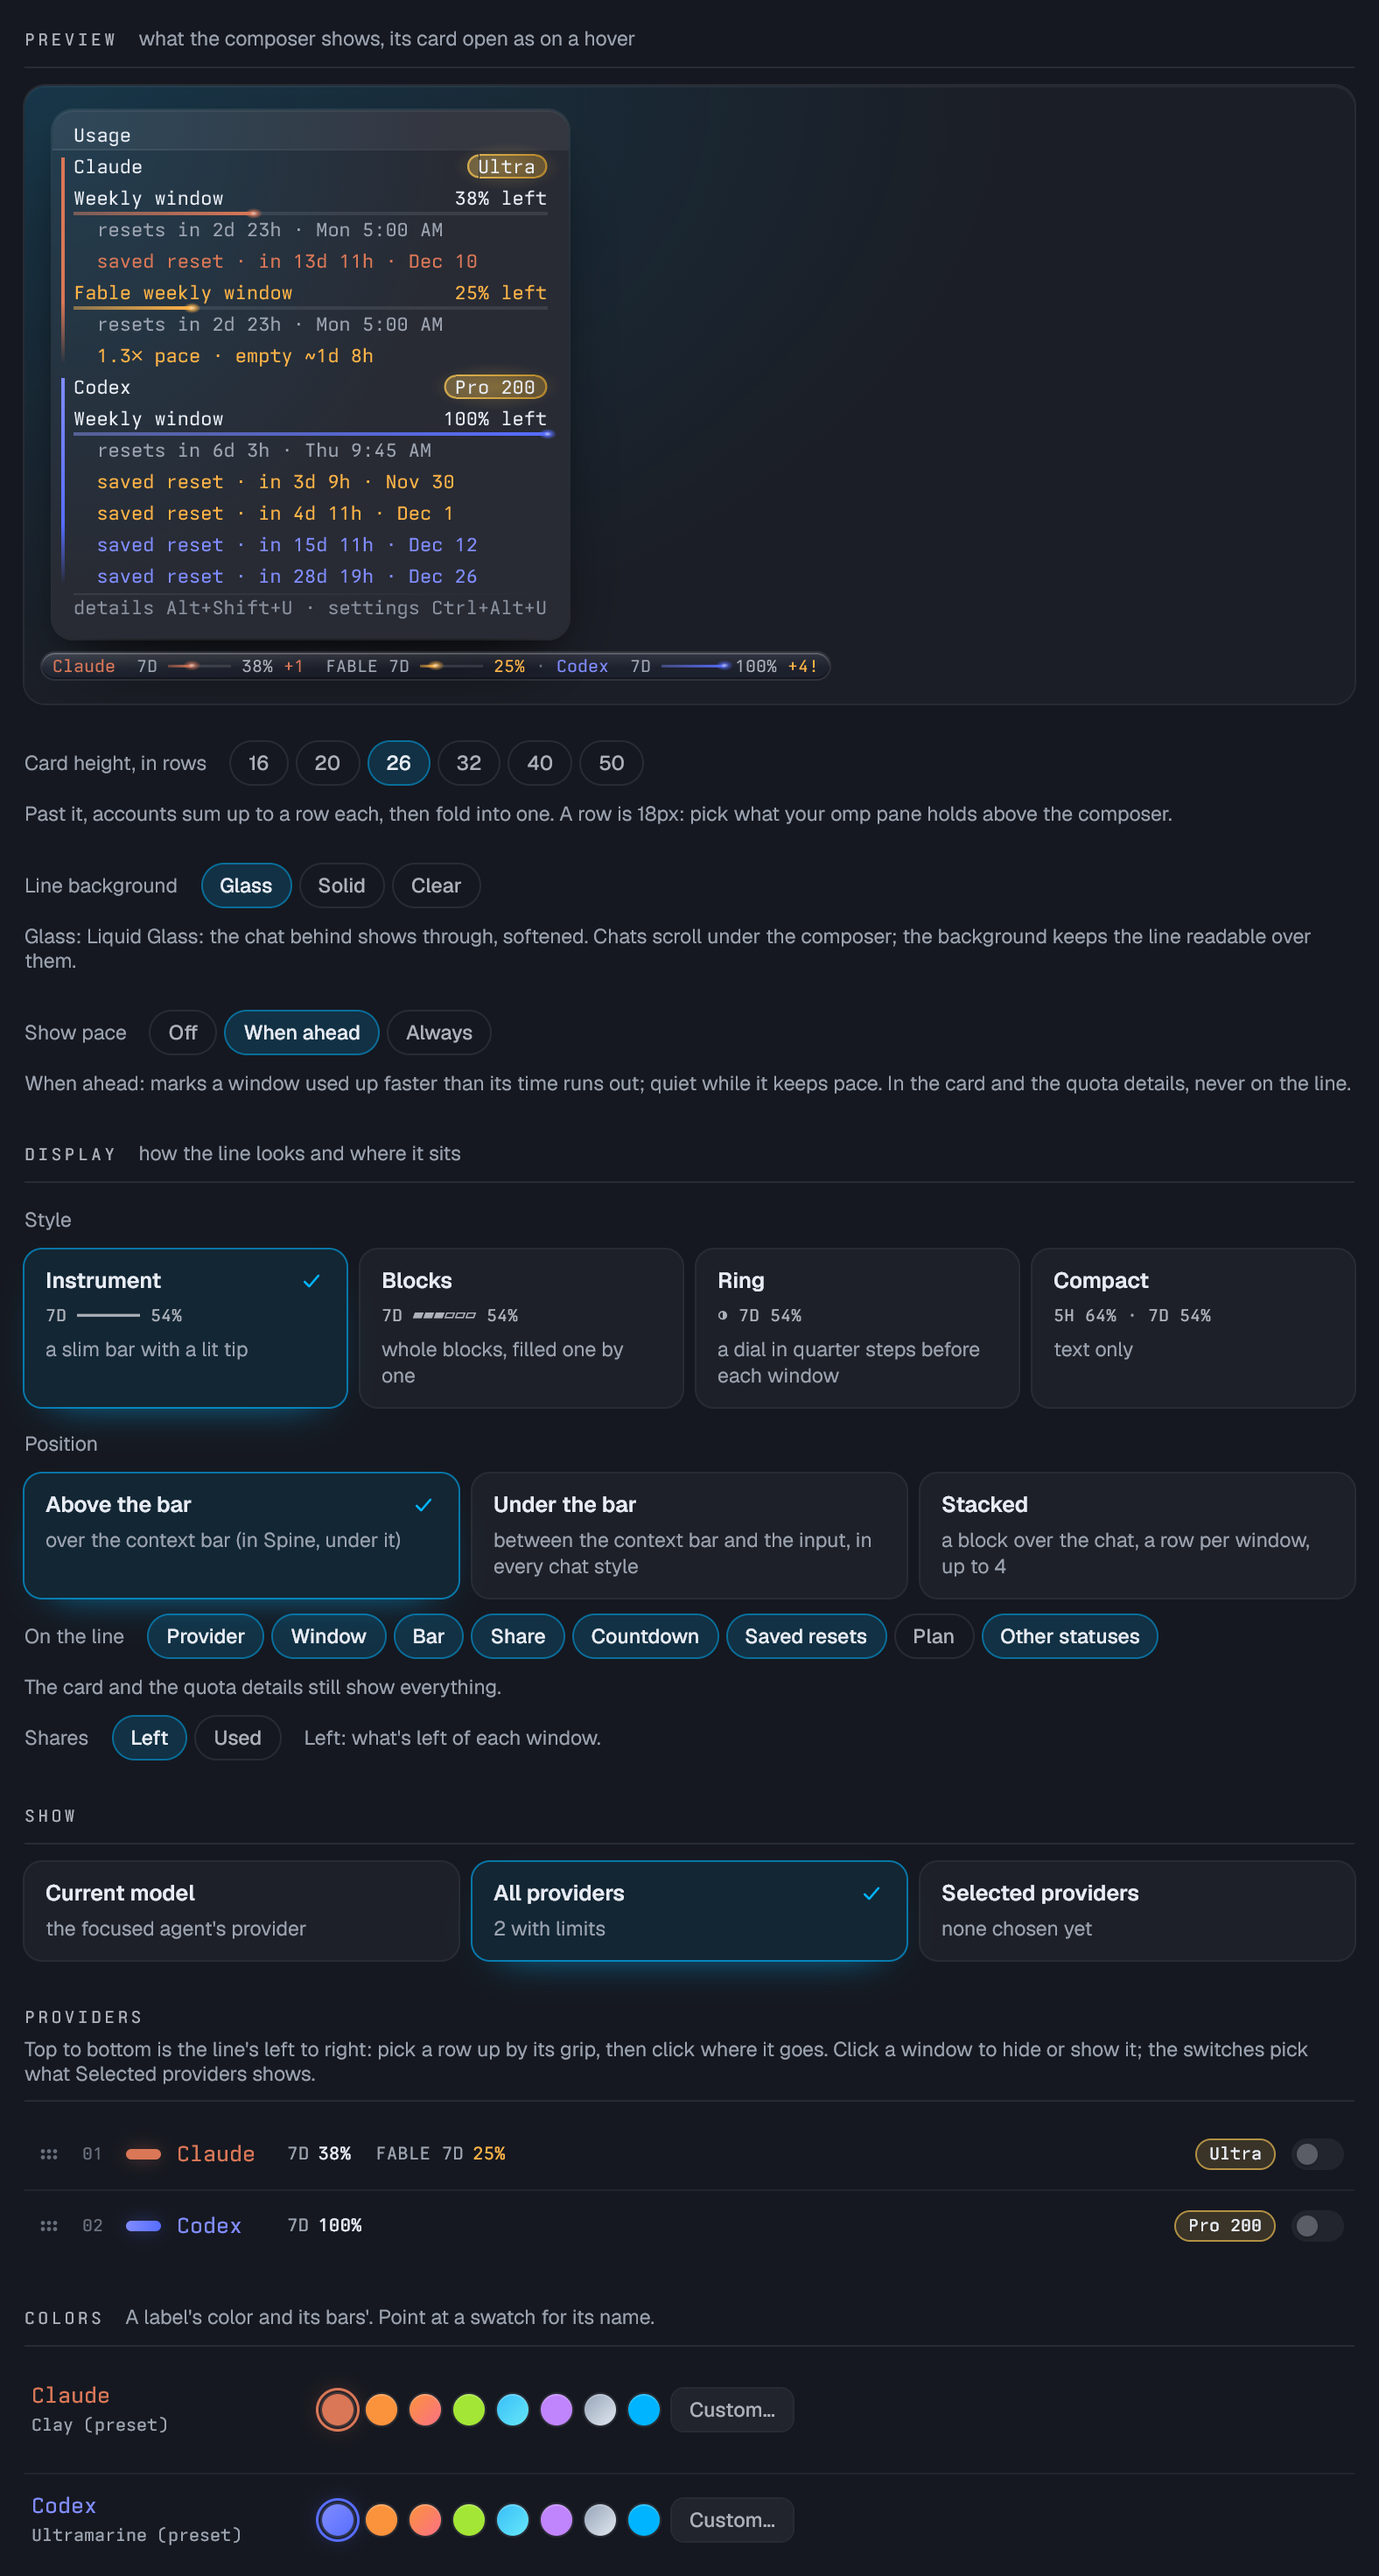 PREVIEW what the composer shows, its card open as on a hover
Usage
Claude Ultra
Weekly window 38% left
resets in 2d 23h · Mon 5:00 AM
saved reset · in 13d 11h · Dec 10
Fable weekly window 25% left
resets in 2d 23h · Mon 5:00 AM
1.3× pace · empty ~1d 8h
Codex Pro 200
Weekly window 100% left
resets in 6d 3h · Thu 9:45 AM
saved reset · in 3d 9h · Nov 30
saved reset · in 4d 11h · Dec 1
saved reset · in 15d 11h · Dec 12
saved reset · in 28d 19h · Dec 26
details Alt+Shift+U · settings Ctrl+Alt+U
Claude 7D 38% +1 FABLE 7D 25% · Codex 7D 100% +4!
Card height, in rows 16 20 26 32 40 50
Past it, accounts sum up to a row each, then fold into one. A row is 18px: pick what your omp pane holds above the composer.
Line background Glass Solid Clear
Glass: Liquid Glass: the chat behind shows through, softened. Chats scroll under the composer; the background keeps the line readable over
them.
Show pace Off When ahead Always
When ahead: marks a window used up faster than its time runs out; quiet while it keeps pace. In the card and the quota details, never on the line.
DISPLAY how the line looks and where it sits
Style
Instrument
7D 54%
a slim bar with a lit tip
Blocks
7D 54%
whole blocks, filled one by
one
Ring
7D 54%
a dial in quarter steps before
each window
Compact
5H 64% · 7D 54%
text only
Position
Above the bar
over the context bar (in Spine, under it)
Under the bar
between the context bar and the input, in
every chat style
Stacked
a block over the chat, a row per window,
up to 4
On the line Provider Window Bar Share Countdown Saved resets Plan Other statuses
The card and the quota details still show everything.
Shares Left Used Left: what's left of each window.
SHOW
Current model
the focused agent's provider
All providers
2 with limits
Selected providers
none chosen yet
PROVIDERS
Top to bottom is the line's left to right: pick a row up by its grip, then click where it goes. Click a window to hide or show it; the switches pick
what Selected providers shows.
01 Claude 7D 38% FABLE 7D 25% Ultra
02 Codex 7D 100% Pro 200
COLORS A label's color and its bars'. Point at a swatch for its name.
Claude
Clay (preset)
Custom…
Codex
Ultramarine (preset)
Custom…